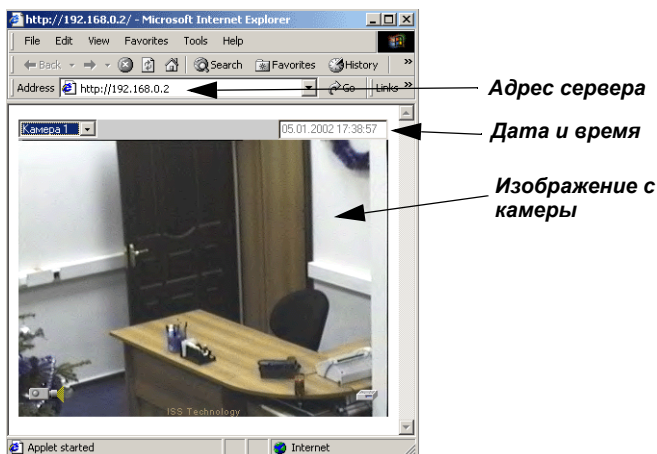 http://192.168.0.2/ - Microsoft Internet Explorer
File Edit View Favorites Tools Help
Back Search Favorites History »
Address http://192.168.0.2 Go Links »
Адрес сервера
Камера 1 05.01.2002 17:38:57
Дата и время
Изображение с
камеры
ISS Technology
Applet started Internet